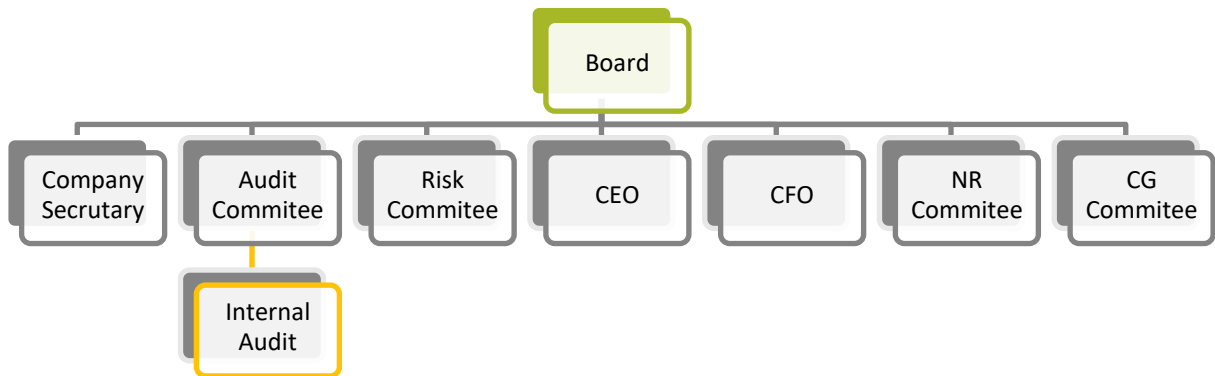 Board
Company
Secrutary
Audit
Commitee
Risk
Commitee
CEO
CFO
NR
Commitee
CG
Commitee
Internal
Audit